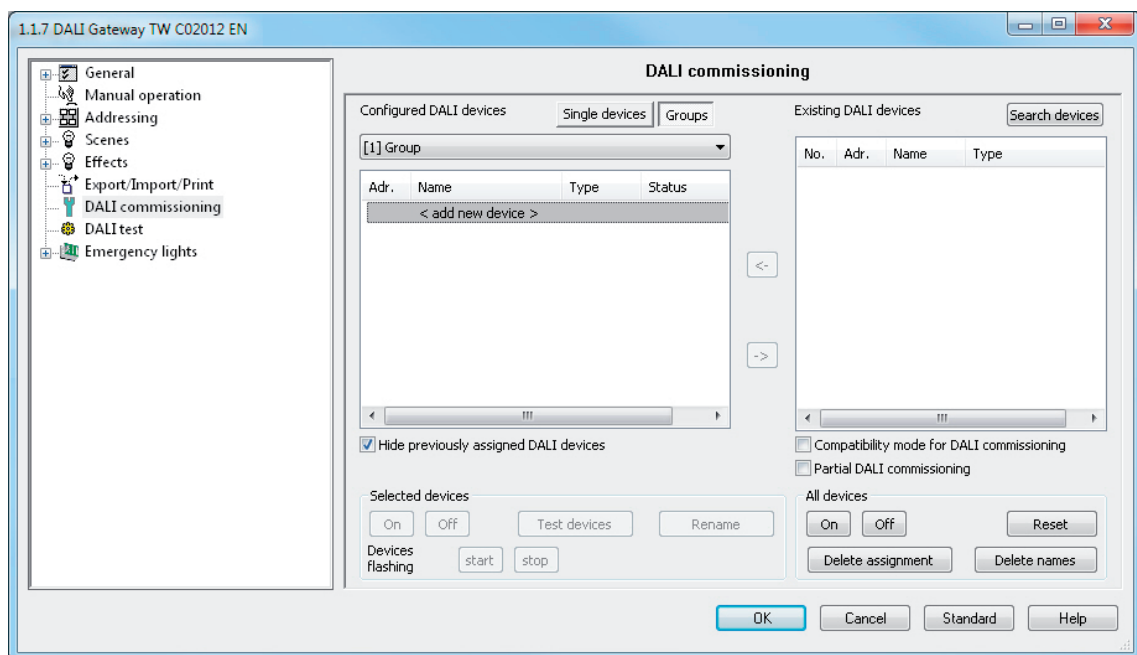 1.1.7 DALI Gateway TW C02012 EN
General
Manual operation
Addressing
Scenes
Effects
Export/Import/Print
DALI commissioning
DALI test
Emergency lights
DALI commissioning
Configured DALI devices
Single devices
Groups
[1] Group
Adr. Name Type Status
< add new device >
<-
->
Hide previously assigned DALI devices
Selected devices
On
Off
Test devices
Rename
Devices
flashing
start
stop
Existing DALI devices
Search devices
No. Adr. Name Type
Compatibility mode for DALI commissioning
Partial DALI commissioning
All devices
On
Off
Reset
Delete assignment
Delete names
OK
Cancel
Standard
Help